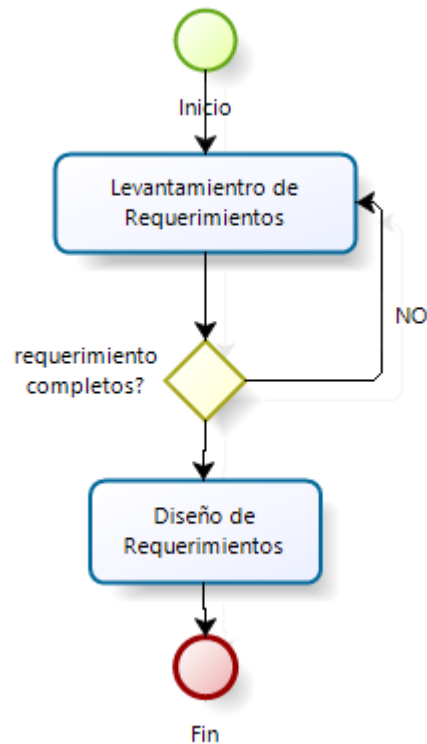 Inicio
Levantamientro de
Requerimientos
NO
requerimiento
completos?
Diseño de
Requerimientos
Fin